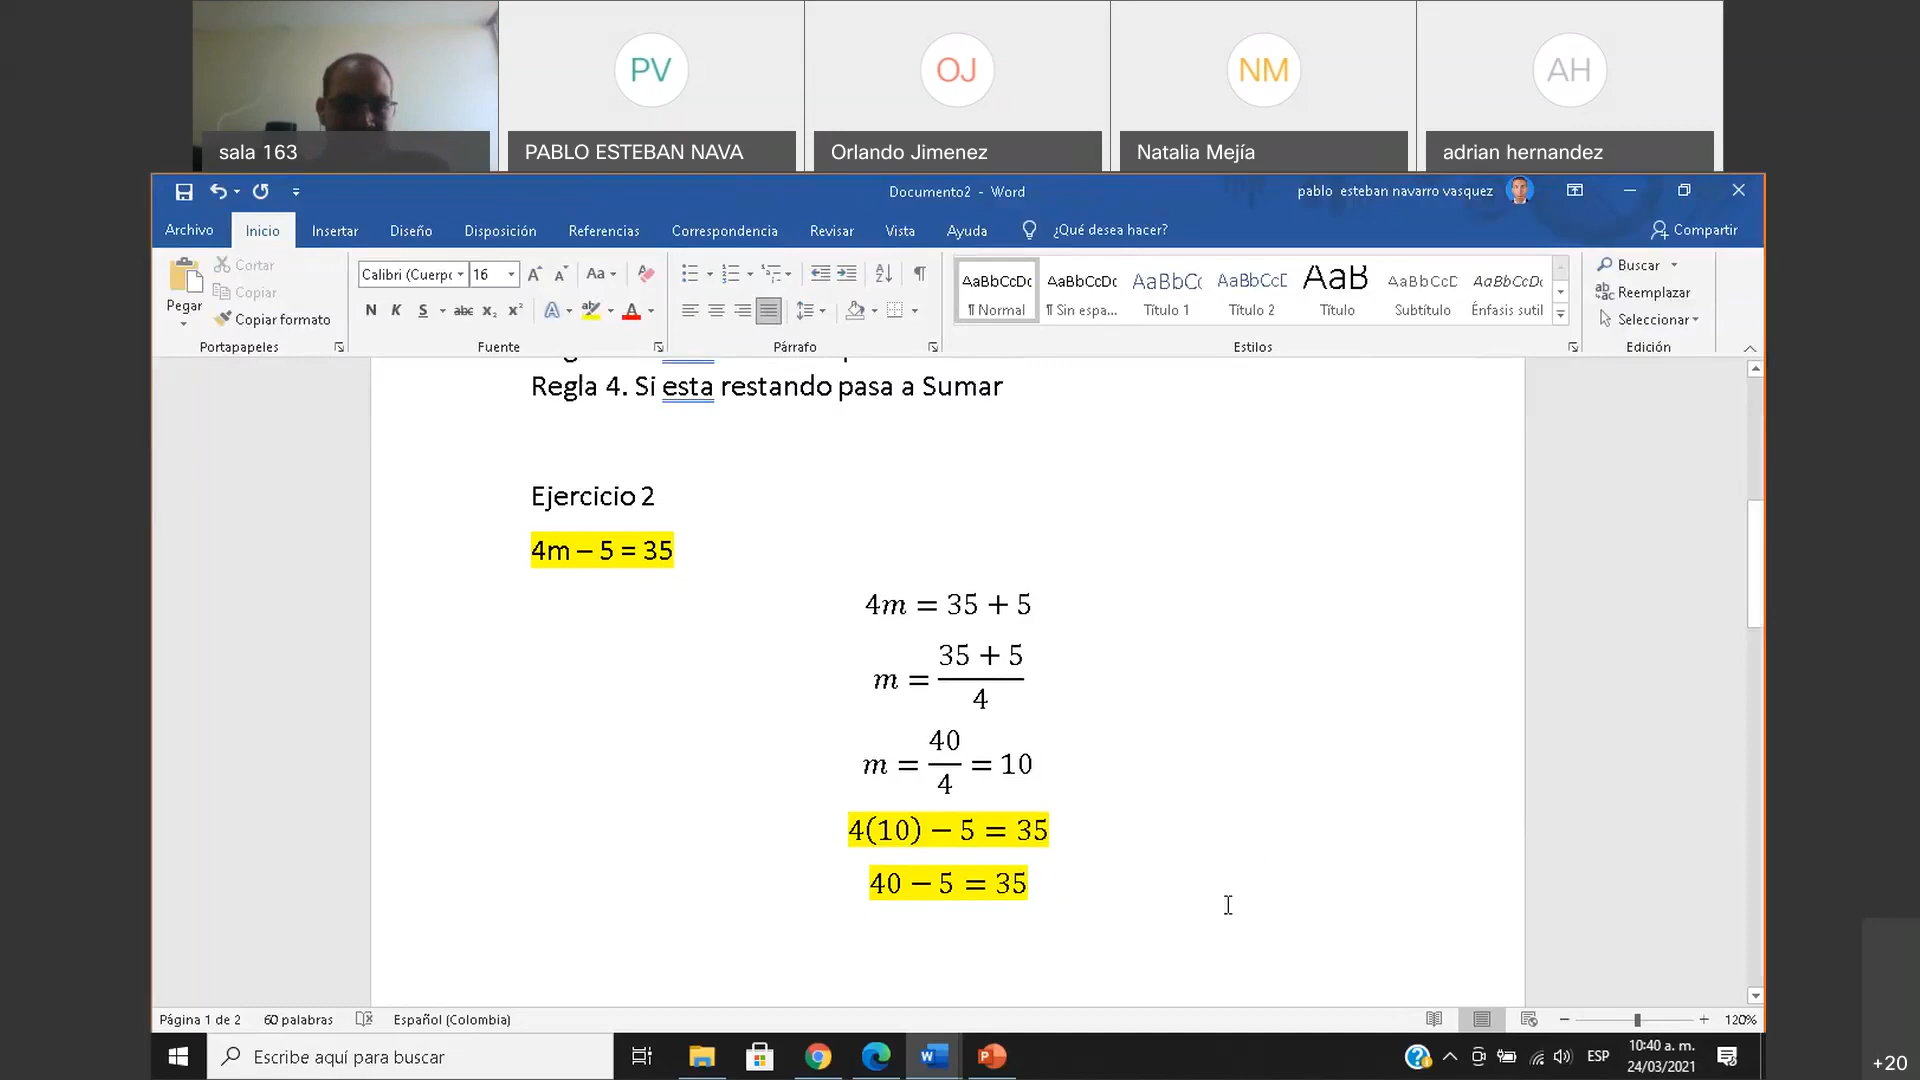 PV
OJ
NM
AH
sala 163
PABLO ESTEBAN NAVA
Orlando Jimenez
Natalia Mejía
adrian hernandez
Documento2 - Word
pablo esteban navarro vasquez
Archivo
Inicio
Insertar
Diseño
Disposición
Referencias
Correspondencia
Revisar
Vista
Ayuda
¿Qué desea hacer?
Compartir
Pegar
Cortar
Copiar
Copiar formato
Portapapeles
Calibri (Cuerpo
16
Aa
N K S abc x₂ x²
A
Fuente
Párrafo
AaBbCcDc
¶ Normal
AaBbCcDc
¶ Sin espa...
AaBbCc
Título 1
AaBbCcD
Título 2
AaB
Título
AaBbCcD
Subtítulo
AaBbCcDc
Énfasis sutil
Estilos
Buscar
Reemplazar
Seleccionar
Edición
Regla 4. Si esta restando pasa a Sumar
Ejercicio 2
4m – 5 = 35
4m = 35 + 5
m = (35 + 5)/4
m = 40/4 = 10
4(10) − 5 = 35
40 − 5 = 35
Página 1 de 2
60 palabras
Español (Colombia)
120%
Escribe aquí para buscar
ESP
10:40 a. m.
24/03/2021
+20